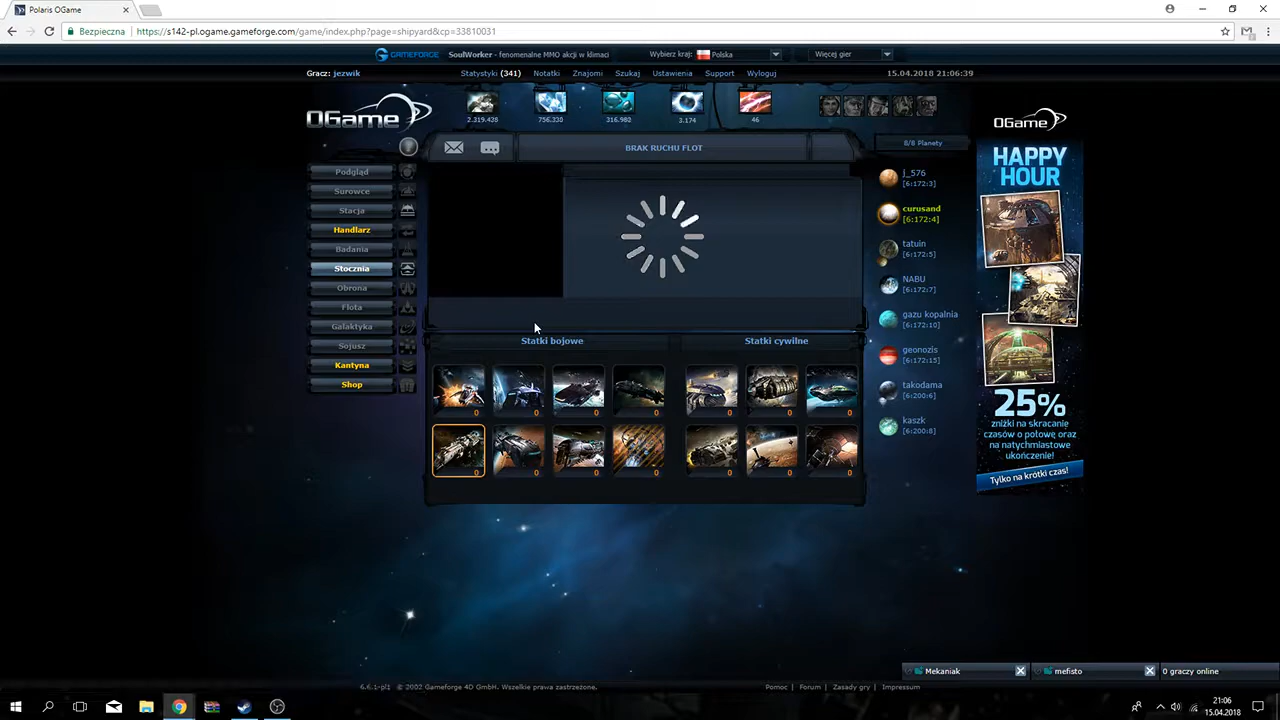 Polaris OGame
Bezpieczna
https://s142-pl.ogame.gameforge.com/game/index.php?page=shipyard&cp=33810031
GAMEFORGE
SoulWorker - fenomenalne MMO akcji w klimaci
Wybierz kraj:
Polska
Więcej gier
Gracz: jezwik
Statystyki (341)
Notatki
Znajomi
Szukaj
Ustawienia
Support
Wyloguj
15.04.2018 21:06:39
OGame
2.319.426
3.174
46
BRAK RUCHU FLOT
8/8 Planety
Podgląd
Surowce
Stacja
Handlarz
Badania
Stocznia
Obrona
Flota
Galaktyka
Sojusz
Kantyna
Shop
Statki bojowe
Statki cywilne
0 0 0 0 0 0 0
0 0 0 0 0 0 0
j_576
[6:172:3]
curusand
[6:172:4]
tatuin
[6:172:5]
NABU
[6:172:7]
gazu kopalnia
[6:172:10]
geonozis
[6:172:15]
takodama
[6:200:6]
kaszk
[6:200:8]
OGame
HAPPY
HOUR
25%
zniżki na skracanie
czasów o połowę oraz
na natychmiastowe
ukończenie!
Tylko na krótki czas!
Mekaniak
mefisto
0 graczy online
6.6.1-pl1
© 2002 Gameforge 4D GmbH. Wszelkie prawa zastrzeżone.
Pomoc
Forum
Zasady gry
Impressum
21:06
15.04.2018